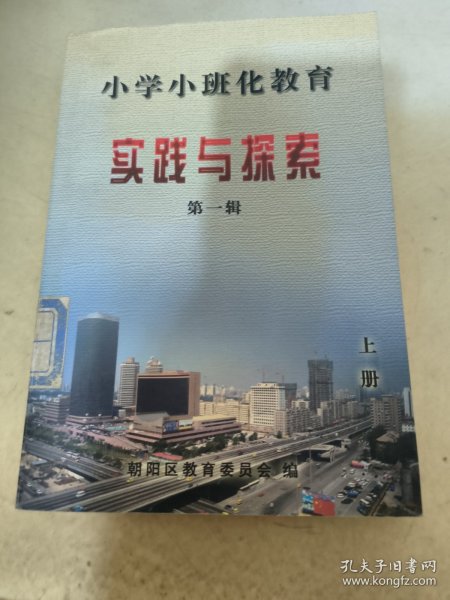 小学小班化教育
实践与探索
第一辑
上册
朝阳区教育委员会 编
孔夫子旧书网
www.kongfz.com